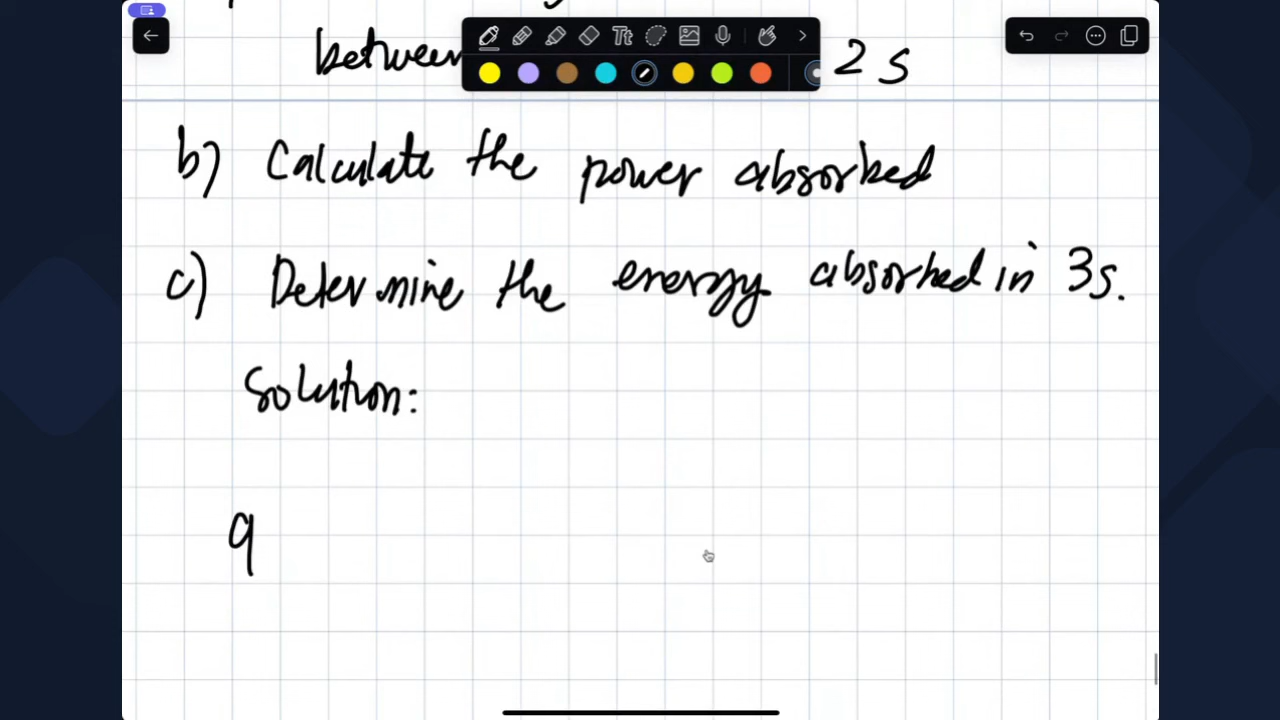 between 2 s
b) Calculate the power absorbed
c) Determine the energy absorbed in 3s.
Solution:
q